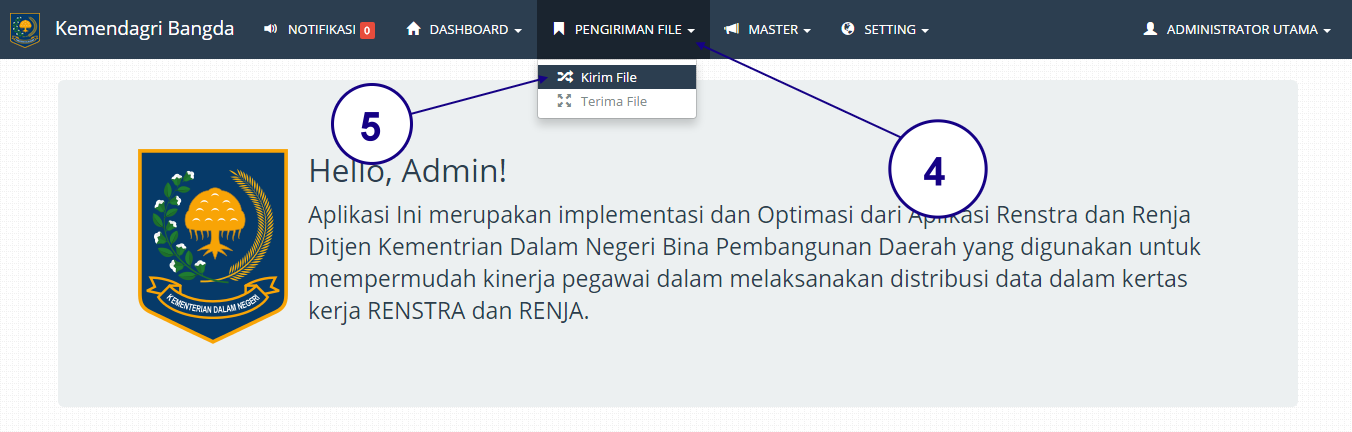 Kemendagri Bangda
NOTIFIKASI 0
DASHBOARD
PENGIRIMAN FILE
MASTER
SETTING
ADMINISTRATOR UTAMA
Kirim File
Terima File
5
4
KEMENTERIAN DALAM NEGERI
Hello, Admin!
Aplikasi Ini merupakan implementasi dan Optimasi dari Aplikasi Renstra dan Renja
Ditjen Kementrian Dalam Negeri Bina Pembangunan Daerah yang digunakan untuk
mempermudah kinerja pegawai dalam melaksanakan distribusi data dalam kertas
kerja RENSTRA dan RENJA.